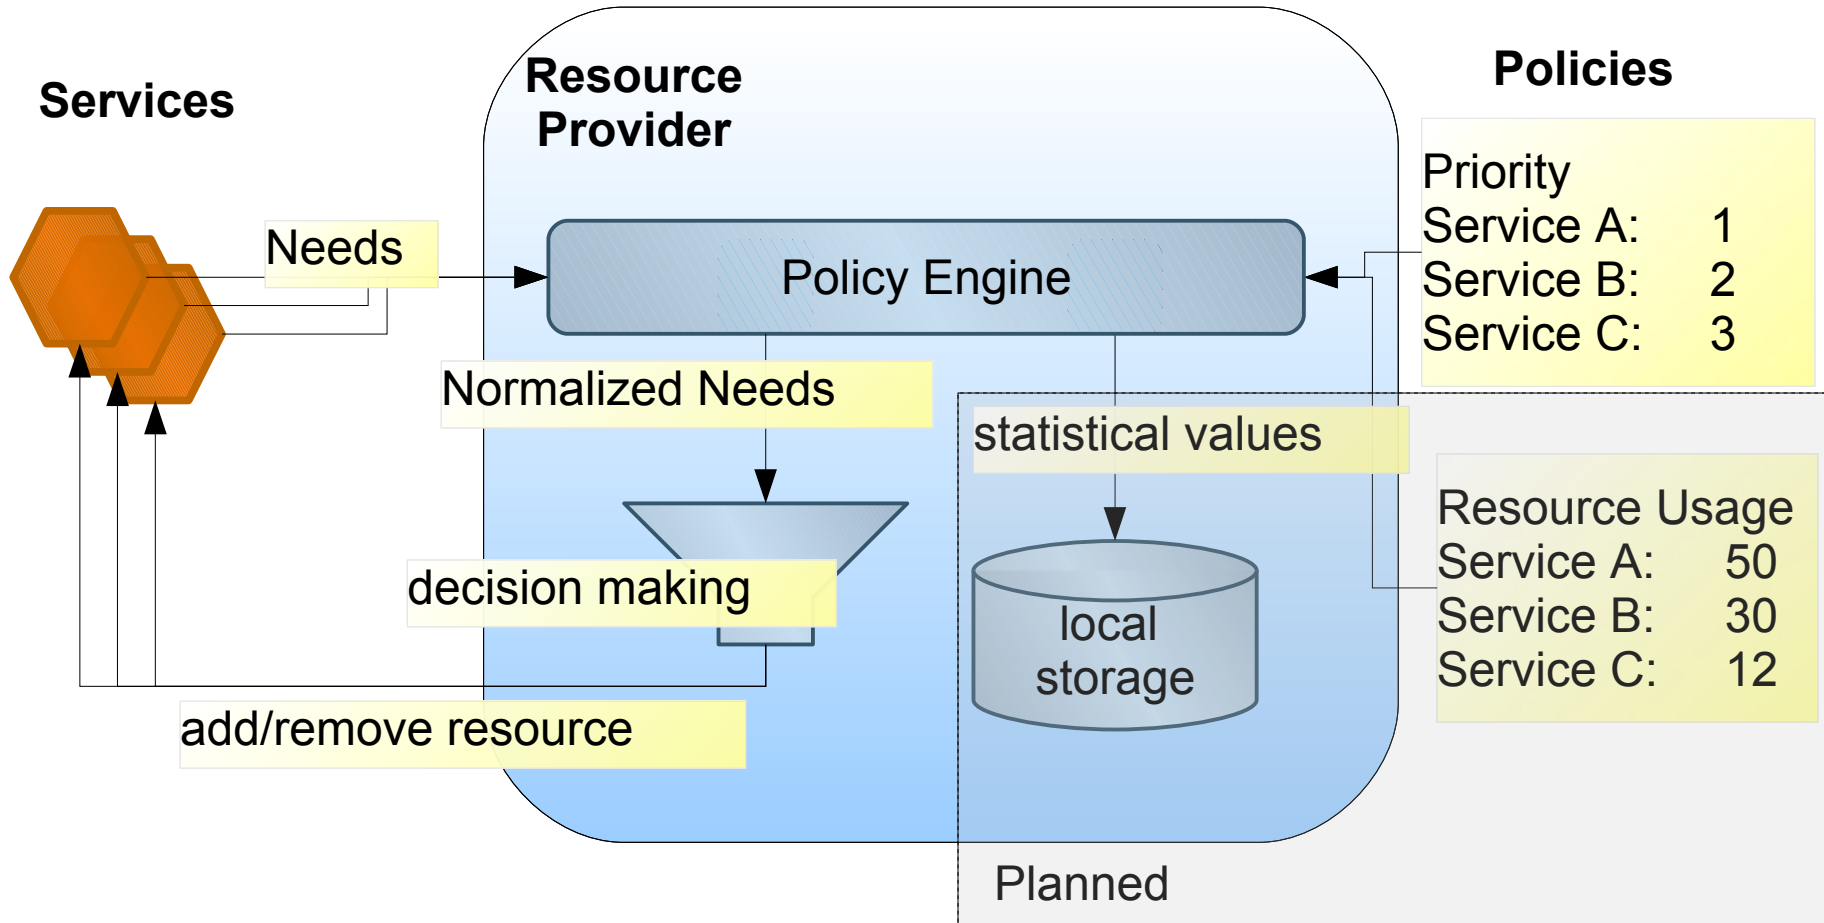 Services
Resource
Provider
Policies
Priority
Service A: 1
Service B: 2
Service C: 3
Needs
Policy Engine
Normalized Needs
statistical values
Resource Usage
Service A: 50
Service B: 30
Service C: 12
decision making
local
storage
add/remove resource
Planned